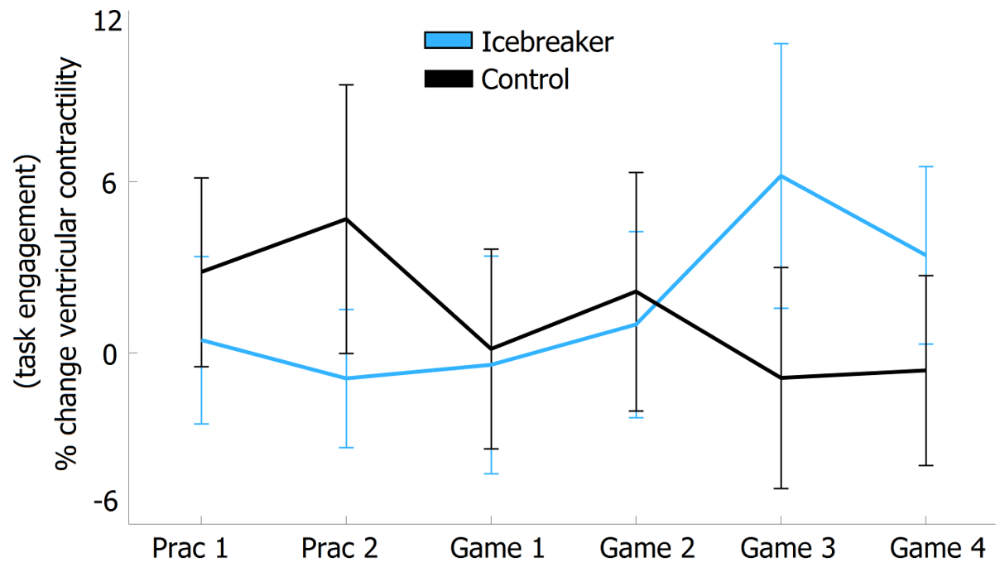 12
Icebreaker
Control
(task engagement)
% change ventricular contractility
6
0
-6
Prac 1 Prac 2 Game 1 Game 2 Game 3 Game 4